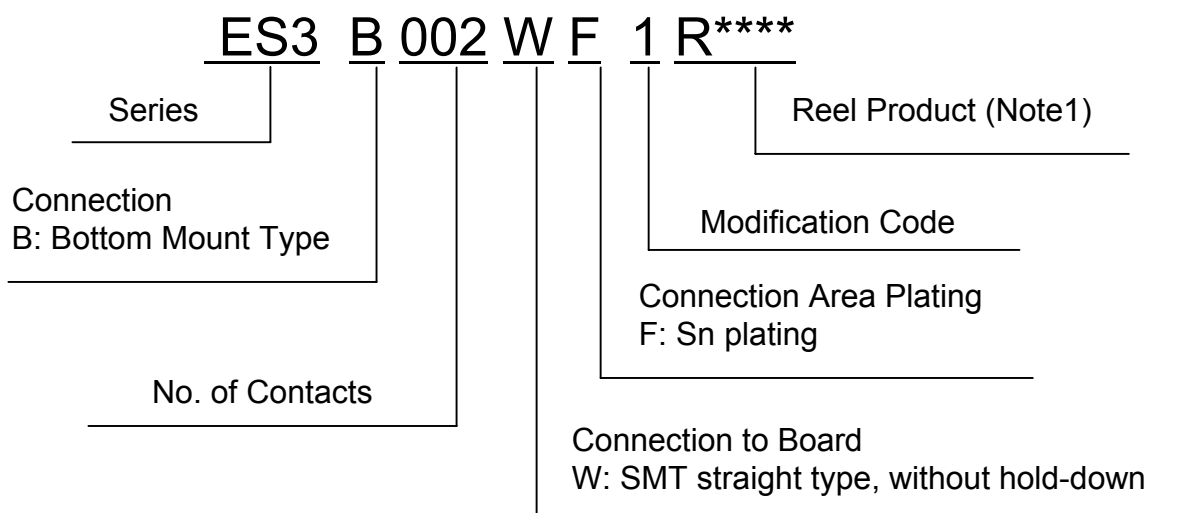 ES3 B 002 W F 1 R****
Series
Reel Product (Note1)
Connection
B: Bottom Mount Type
Modification Code
Connection Area Plating
F: Sn plating
No. of Contacts
Connection to Board
W: SMT straight type, without hold-down